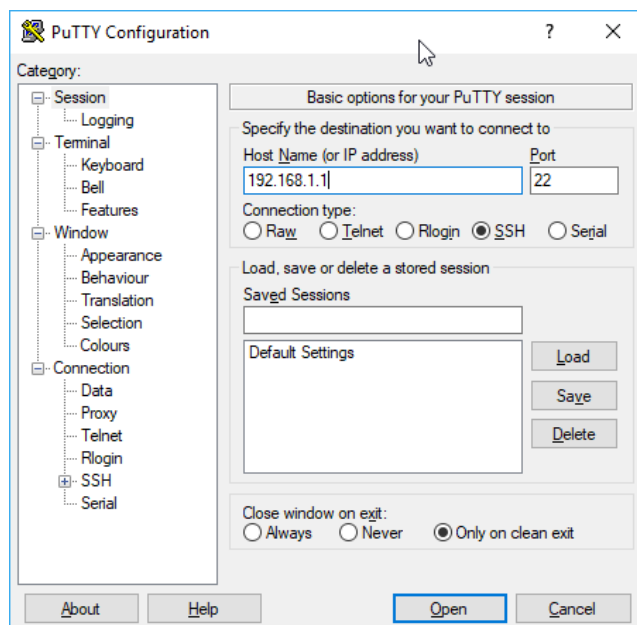 PuTTY Configuration ? ×
Category:
Session
Logging
Terminal
Keyboard
Bell
Features
Window
Appearance
Behaviour
Translation
Selection
Colours
Connection
Data
Proxy
Telnet
Rlogin
SSH
Serial
Basic options for your PuTTY session
Specify the destination you want to connect to
Host Name (or IP address) Port
192.168.1.1 22
Connection type:
Raw Telnet Rlogin SSH Serial
Load, save or delete a stored session
Saved Sessions
Default Settings
Load
Save
Delete
Close window on exit:
Always Never Only on clean exit
About Help Open Cancel